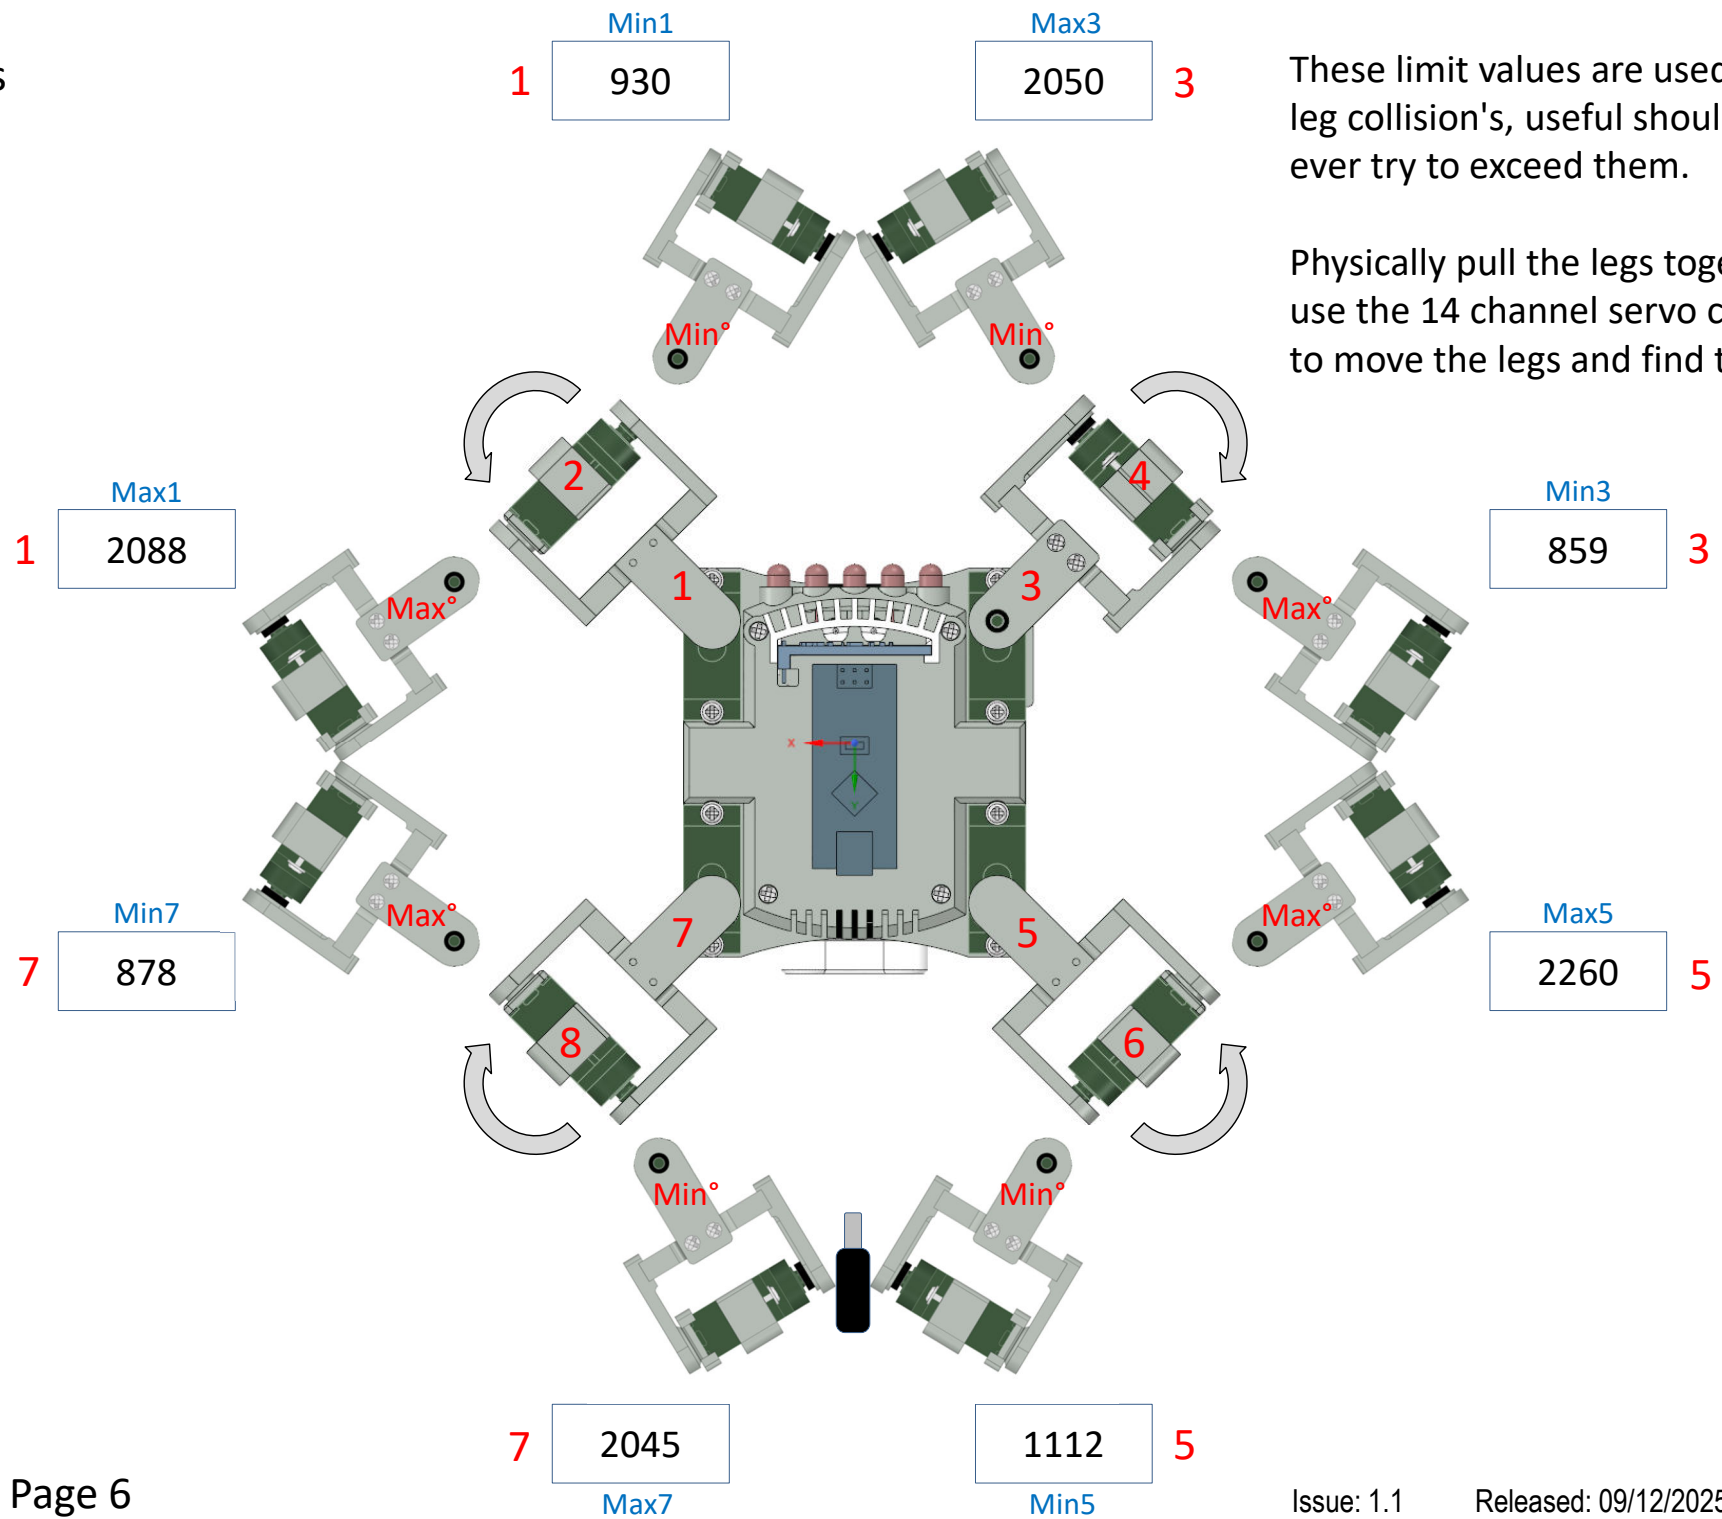 s
Min1
Max3
1
930
2050
3
These limit values are used
leg collision's, useful shoul
ever try to exceed them.
Physically pull the legs toge
use the 14 channel servo c
to move the legs and find t
Min°
Min°
2
4
Max1
Min3
1
2088
859
3
Max°
1
3
Max°
X
Y
Min7
Max5
7
878
2260
5
Max°
7
5
Max°
8
6
Min°
Min°
7
2045
1112
5
Max7
Min5
Page 6
Issue: 1.1
Released: 09/12/2025